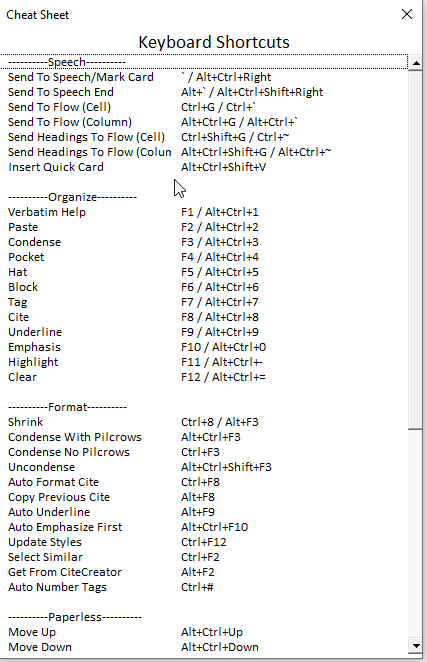 Cheat Sheet
Keyboard Shortcuts
----------Speech----------
Send To Speech/Mark Card ` / Alt+Ctrl+Right
Send To Speech End Alt+` / Alt+Ctrl+Shift+Right
Send To Flow (Cell) Ctrl+G / Ctrl+`
Send To Flow (Column) Alt+Ctrl+G / Alt+Ctrl+`
Send Headings To Flow (Cell) Ctrl+Shift+G / Ctrl+~
Send Headings To Flow (Colun Alt+Ctrl+Shift+G / Alt+Ctrl+~
Insert Quick Card Alt+Ctrl+Shift+V
----------Organize----------
Verbatim Help F1 / Alt+Ctrl+1
Paste F2 / Alt+Ctrl+2
Condense F3 / Alt+Ctrl+3
Pocket F4 / Alt+Ctrl+4
Hat F5 / Alt+Ctrl+5
Block F6 / Alt+Ctrl+6
Tag F7 / Alt+Ctrl+7
Cite F8 / Alt+Ctrl+8
Underline F9 / Alt+Ctrl+9
Emphasis F10 / Alt+Ctrl+0
Highlight F11 / Alt+Ctrl+-
Clear F12 / Alt+Ctrl+=
----------Format----------
Shrink Ctrl+8 / Alt+F3
Condense With Pilcrows Alt+Ctrl+F3
Condense No Pilcrows Ctrl+F3
Uncondense Alt+Ctrl+Shift+F3
Auto Format Cite Ctrl+F8
Copy Previous Cite Alt+F8
Auto Underline Alt+F9
Auto Emphasize First Alt+Ctrl+F10
Update Styles Ctrl+F12
Select Similar Ctrl+F2
Get From CiteCreator Alt+F2
Auto Number Tags Ctrl+#
----------Paperless----------
Move Up Alt+Ctrl+Up
Move Down Alt+Ctrl+Down